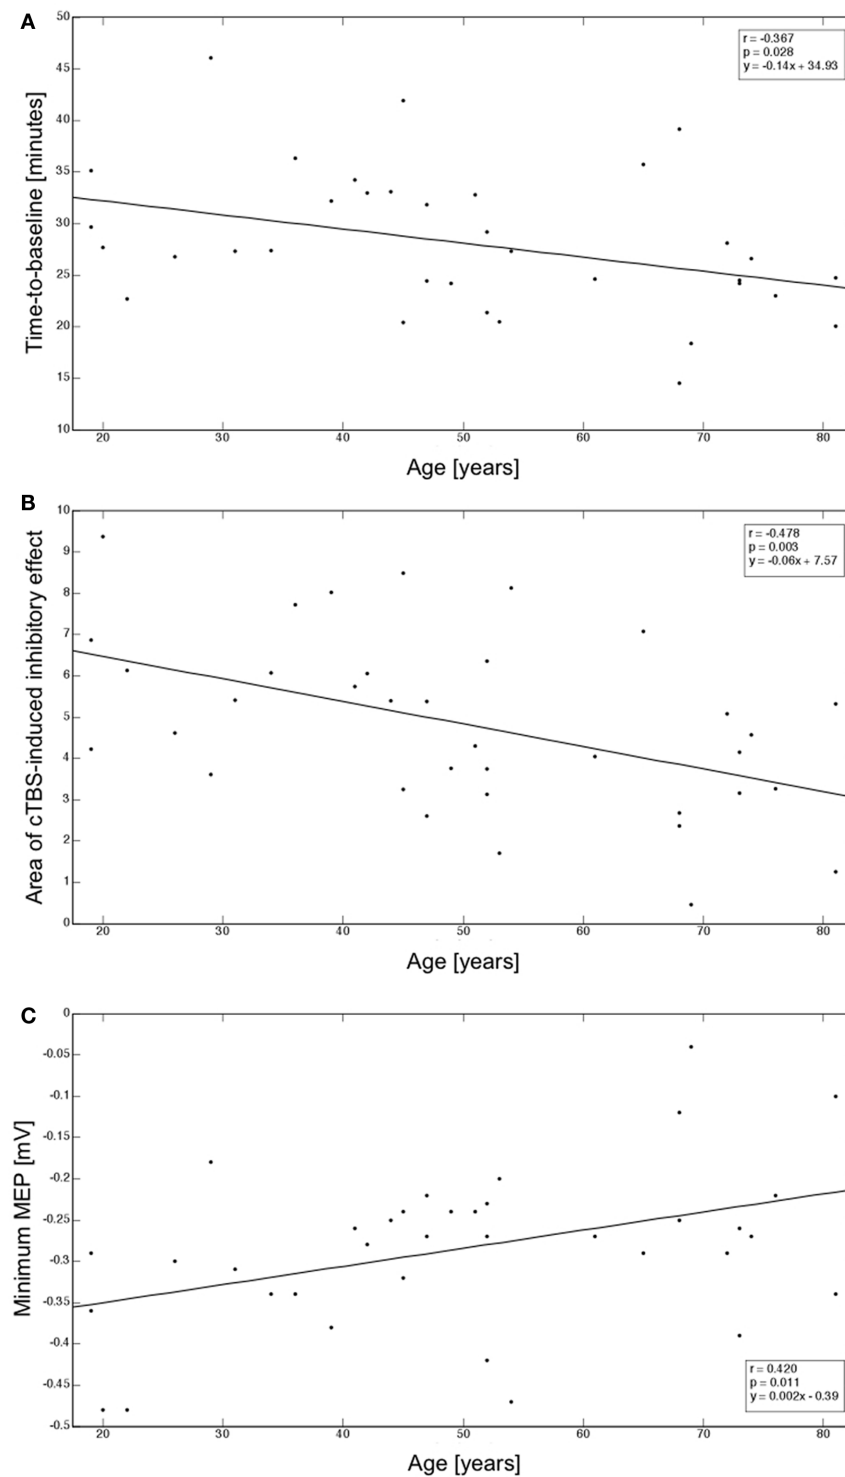 A
50
45
40
35
30
25
20
15
10
Time-to-baseline [minutes]
r = -0.367
p = 0.028
y = -0.14x + 34.93
20 30 40 50 60 70 80
Age [years]
B
10
9
8
7
6
5
4
3
2
1
0
Area of cTBS-induced inhibitory effect
r = -0.478
p = 0.003
y = -0.06x + 7.57
20 30 40 50 60 70 80
Age [years]
C
0
-0.05
-0.1
-0.15
-0.2
-0.25
-0.3
-0.35
-0.4
-0.45
-0.5
Minimum MEP [mV]
r = 0.420
p = 0.011
y = 0.002x - 0.39
20 30 40 50 60 70 80
Age [years]